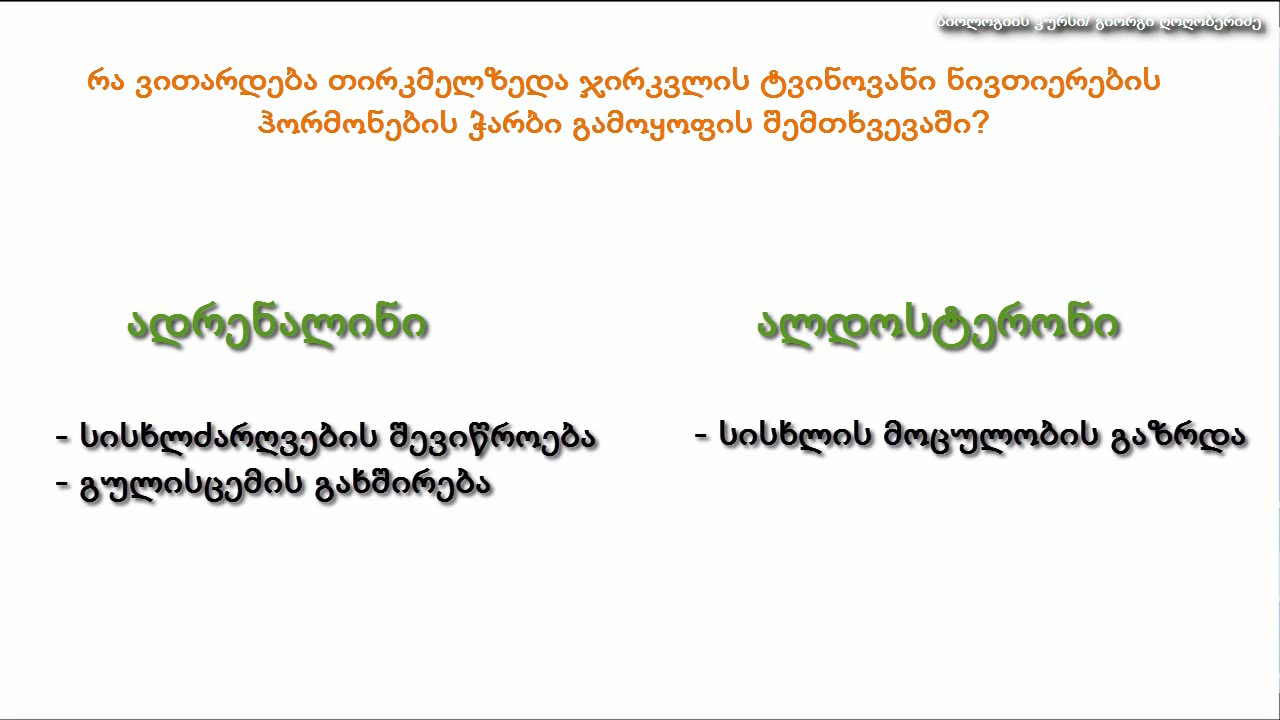 ბიოლოგიის კურსი/ გიორგი ღოღობერიძე
რა ვითარდება თირკმელზედა ჯირკვლის ტვინოვანი ნივთიერების
ჰორმონების ჭარბი გამოყოფის შემთხვევაში?
ადრენალინი
- სისხლძარღვების შევიწროება
- გულისცემის გახშირება
ალდოსტერონი
- სისხლის მოცულობის გაზრდა